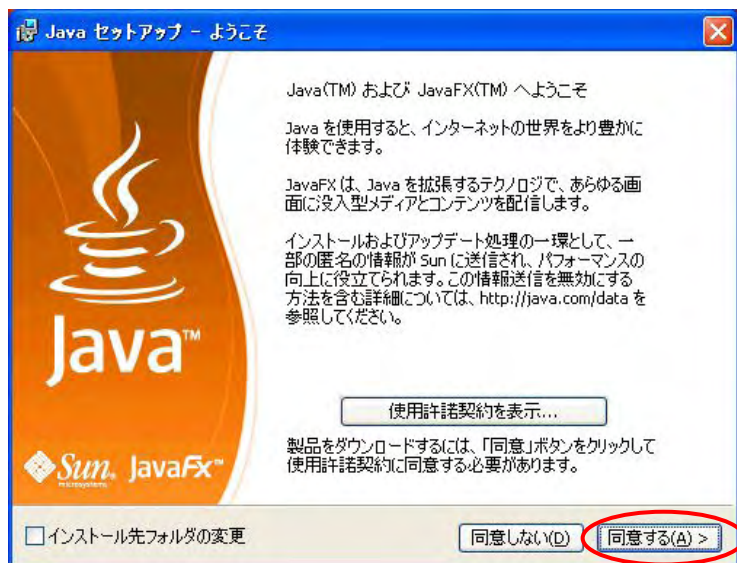 Java セットアップ - ようこそ
Java(TM) および JavaFX(TM) へようこそ
Java を使用すると、インターネットの世界をより豊かに
体験できます。
JavaFX は、Java を拡張するテクノロジで、あらゆる画
面に没入型メディアとコンテンツを配信します。
インストールおよびアップデート処理の一環として、一
部の匿名の情報が Sun に送信され、パフォーマンスの
向上に役立てられます。この情報送信を無効にする
方法を含む詳細については、http://java.com/data を
参照してください。
Java™
使用許諾契約を表示...
製品をダウンロードするには、「同意」ボタンをクリックして
使用許諾契約に同意する必要があります。
Sun microsystems JavaFX™
インストール先フォルダの変更
同意しない(D)
同意する(A) >